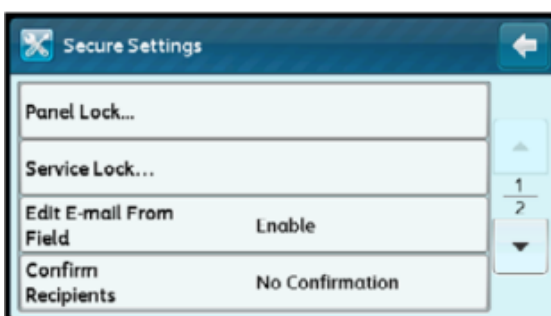 Secure Settings
Panel Lock...
Service Lock...
Edit E-mail From
Field
Enable
Confirm
Recipients
No Confirmation
1
2